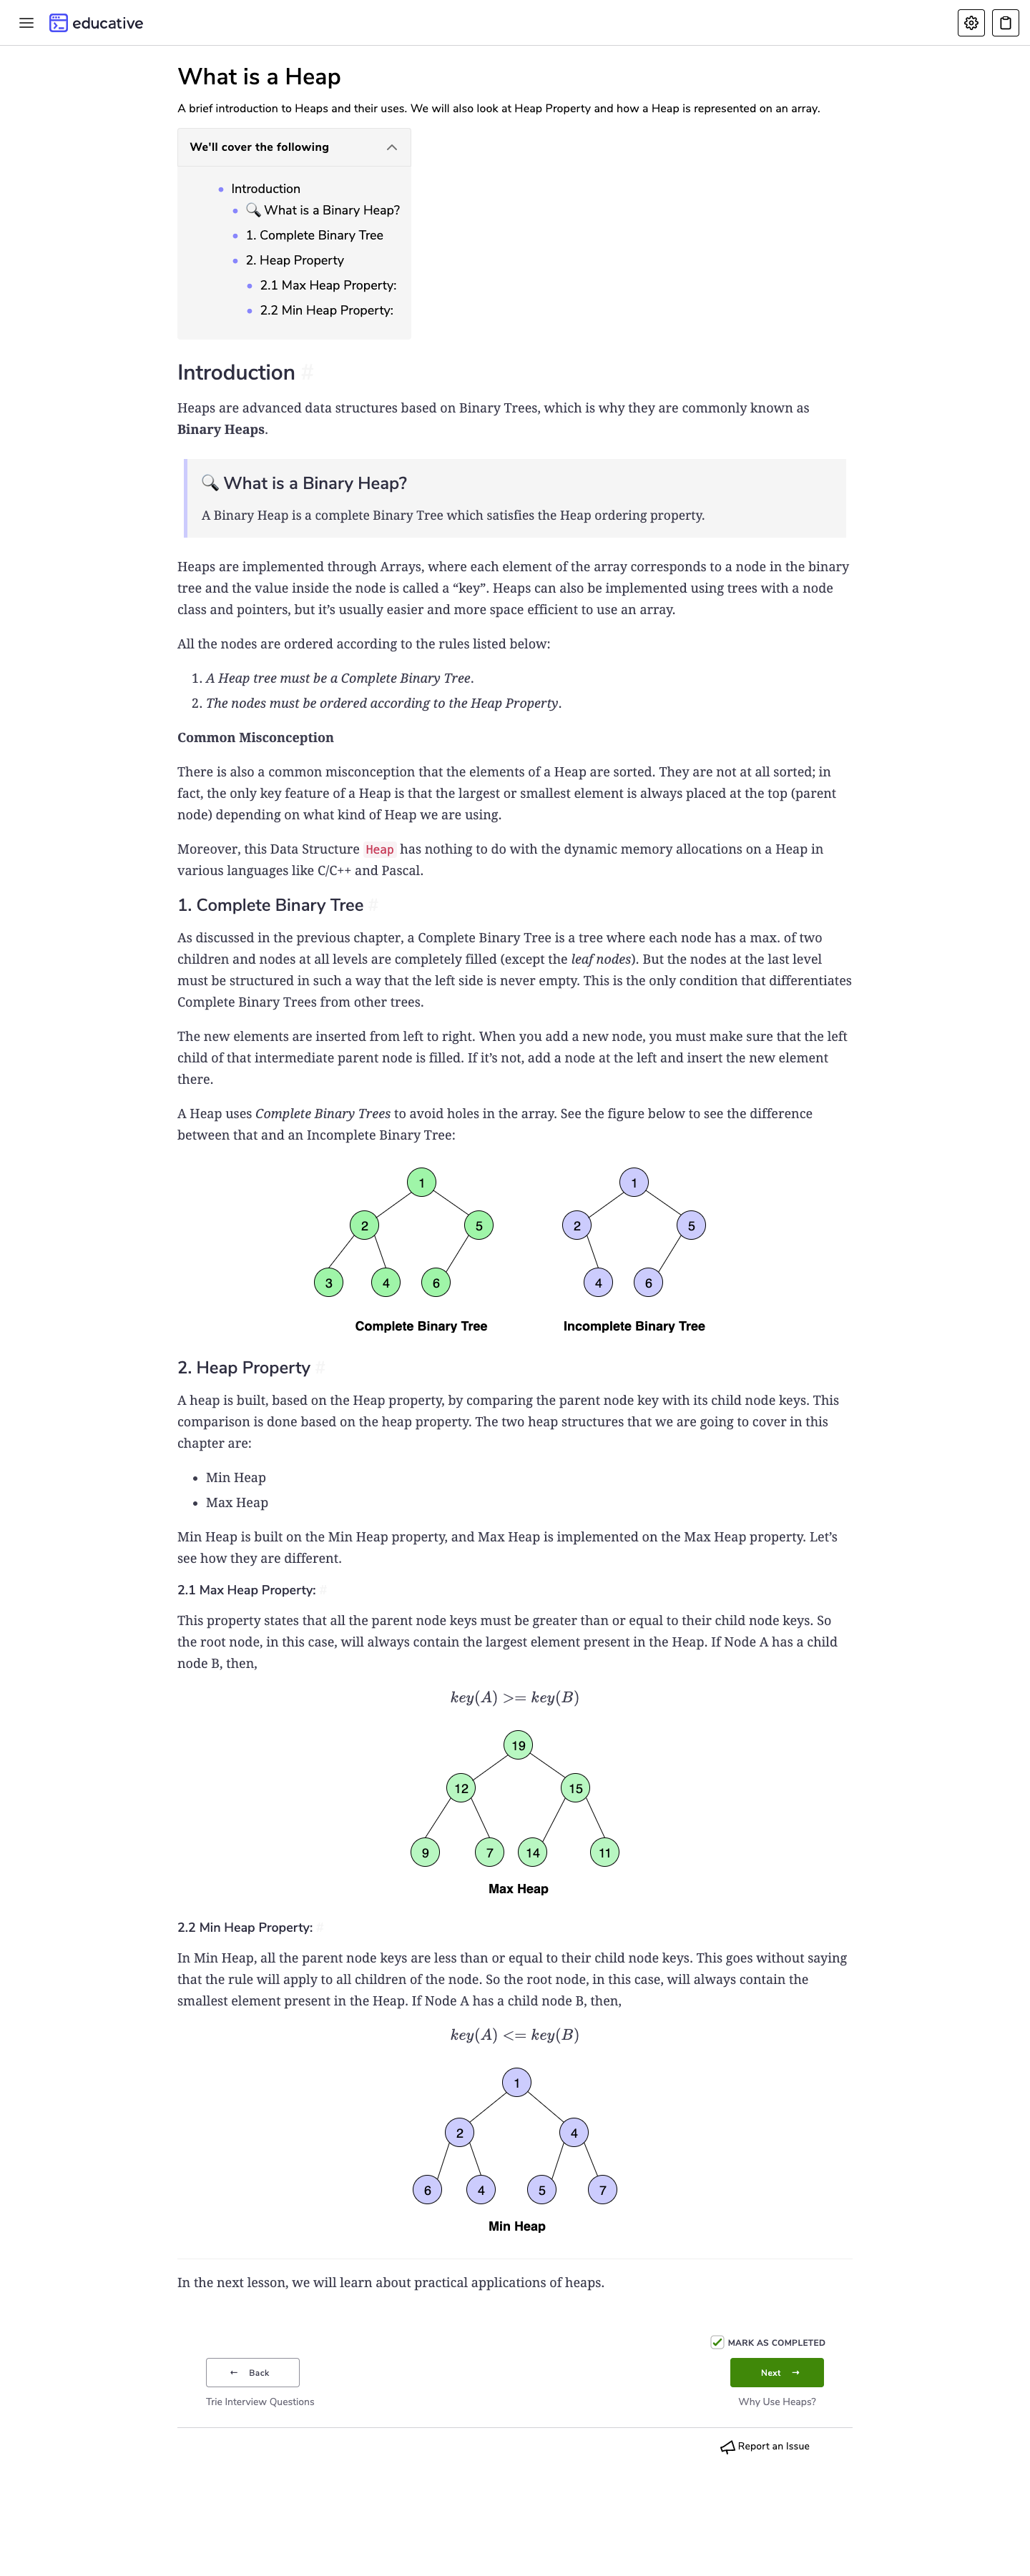 educative
What is a Heap
A brief introduction to Heaps and their uses. We will also look at Heap Property and how a Heap is represented on an array.
We'll cover the following
Introduction
🔍 What is a Binary Heap?
1. Complete Binary Tree
2. Heap Property
2.1 Max Heap Property:
2.2 Min Heap Property:
Introduction #
Heaps are advanced data structures based on Binary Trees, which is why they are commonly known as
Binary Heaps.
🔍 What is a Binary Heap?
A Binary Heap is a complete Binary Tree which satisfies the Heap ordering property.
Heaps are implemented through Arrays, where each element of the array corresponds to a node in the binary
tree and the value inside the node is called a “key”. Heaps can also be implemented using trees with a node
class and pointers, but it’s usually easier and more space efficient to use an array.
All the nodes are ordered according to the rules listed below:
1. A Heap tree must be a Complete Binary Tree.
2. The nodes must be ordered according to the Heap Property.
Common Misconception
There is also a common misconception that the elements of a Heap are sorted. They are not at all sorted; in
fact, the only key feature of a Heap is that the largest or smallest element is always placed at the top (parent
node) depending on what kind of Heap we are using.
Moreover, this Data Structure Heap has nothing to do with the dynamic memory allocations on a Heap in
various languages like C/C++ and Pascal.
1. Complete Binary Tree #
As discussed in the previous chapter, a Complete Binary Tree is a tree where each node has a max. of two
children and nodes at all levels are completely filled (except the leaf nodes). But the nodes at the last level
must be structured in such a way that the left side is never empty. This is the only condition that differentiates
Complete Binary Trees from other trees.
The new elements are inserted from left to right. When you add a new node, you must make sure that the left
child of that intermediate parent node is filled. If it’s not, add a node at the left and insert the new element
there.
A Heap uses Complete Binary Trees to avoid holes in the array. See the figure below to see the difference
between that and an Incomplete Binary Tree:
1
2 5
3 4 6
Complete Binary Tree
1
2 5
4 6
Incomplete Binary Tree
2. Heap Property #
A heap is built, based on the Heap property, by comparing the parent node key with its child node keys. This
comparison is done based on the heap property. The two heap structures that we are going to cover in this
chapter are:
• Min Heap
• Max Heap
Min Heap is built on the Min Heap property, and Max Heap is implemented on the Max Heap property. Let’s
see how they are different.
2.1 Max Heap Property: #
This property states that all the parent node keys must be greater than or equal to their child node keys. So
the root node, in this case, will always contain the largest element present in the Heap. If Node A has a child
node B, then,
key(A) >= key(B)
19
12 15
9 7 14 11
Max Heap
2.2 Min Heap Property: #
In Min Heap, all the parent node keys are less than or equal to their child node keys. This goes without saying
that the rule will apply to all children of the node. So the root node, in this case, will always contain the
smallest element present in the Heap. If Node A has a child node B, then,
key(A) <= key(B)
1
2 4
6 4 5 7
Min Heap
In the next lesson, we will learn about practical applications of heaps.
MARK AS COMPLETED
← Back
Next →
Trie Interview Questions
Why Use Heaps?
Report an Issue